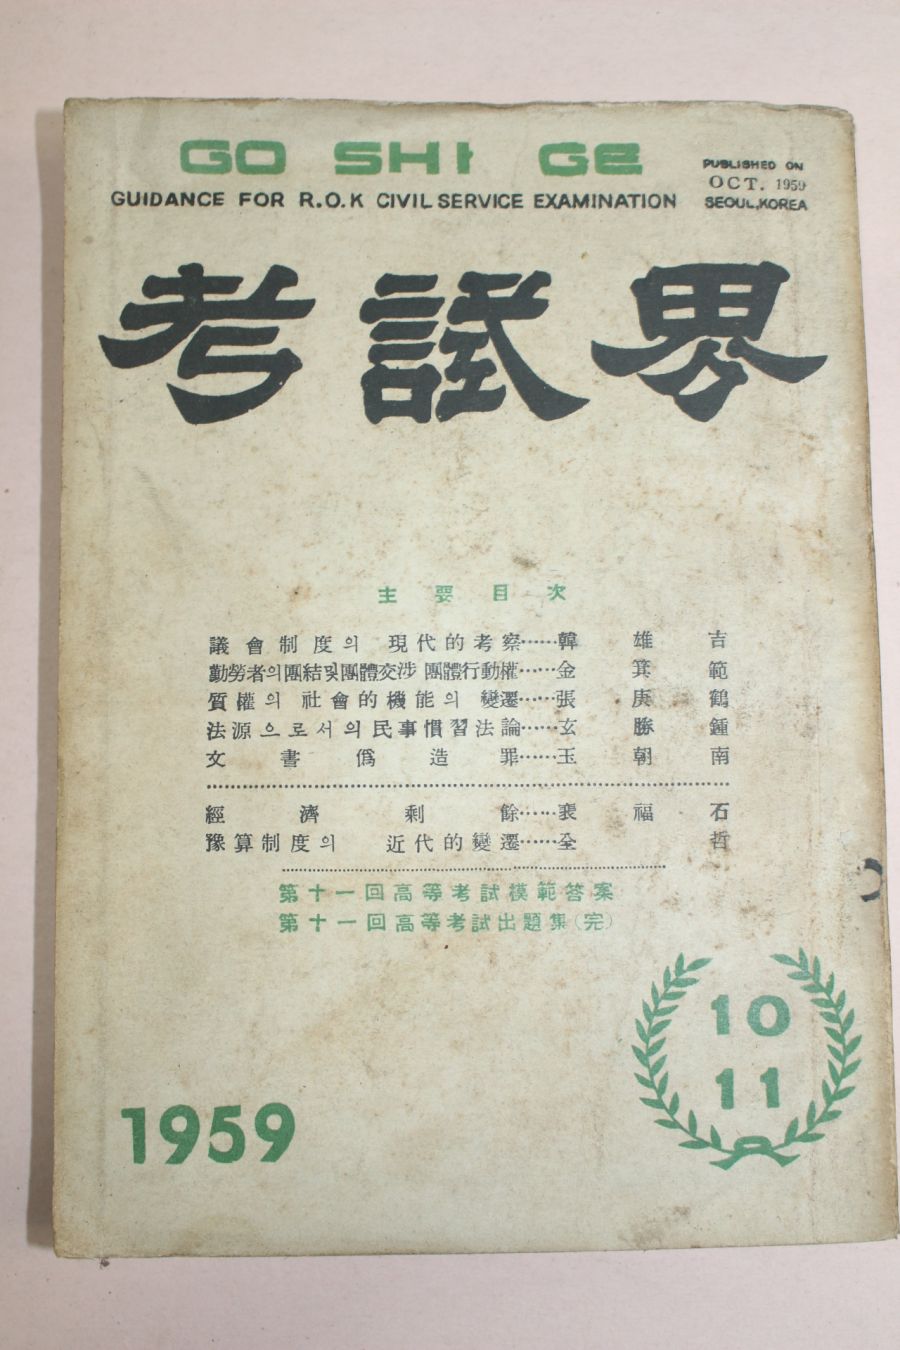 GO SHI GE
PUBLISHED ON
OCT. 1959
SEOUL, KOREA
GUIDANCE FOR R.O.K CIVIL SERVICE EXAMINATION
考試界
主要目次
議會制度의 現代的考察……韓雄吉
勤勞者의團結및團體交涉 團體行動權……金箕範
質權의 社會的機能의 變遷……張庚鶴
法源으로서의民事慣習法論……玄勝鍾
文書僞造罪……玉朝南
經濟剩餘……裵福石
豫算制度의 近代的變遷……全哲
第十一回高等考試模範答案
第十一回高等考試出題集(完)
10
11
1959